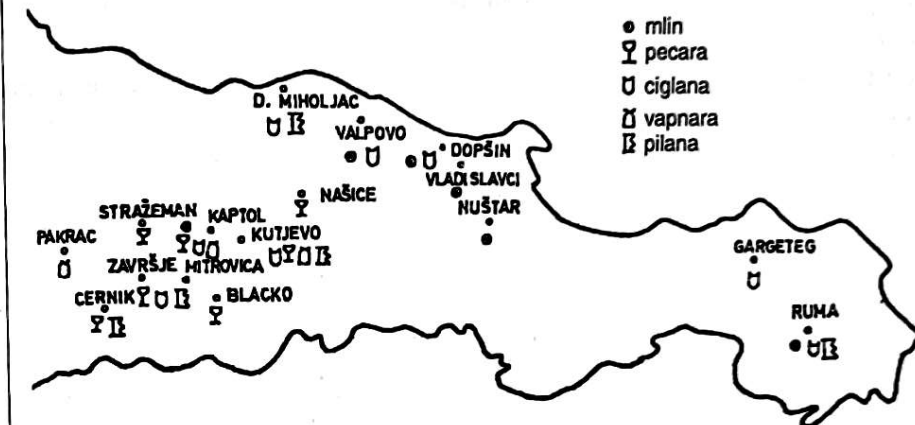 mlin
pecara
ciglana
vapnara
pilana
D. MIHOLJAC
VALPOVO
DOPŠIN
VLADISLAVCI
NAŠICE
NUŠTAR
STRAŽEMAN
KAPTOL
KUTJEVO
PAKRAC
ZAVRŠJE
MITROVICA
CERNIK
BLACKO
GARGETEG
RUMA